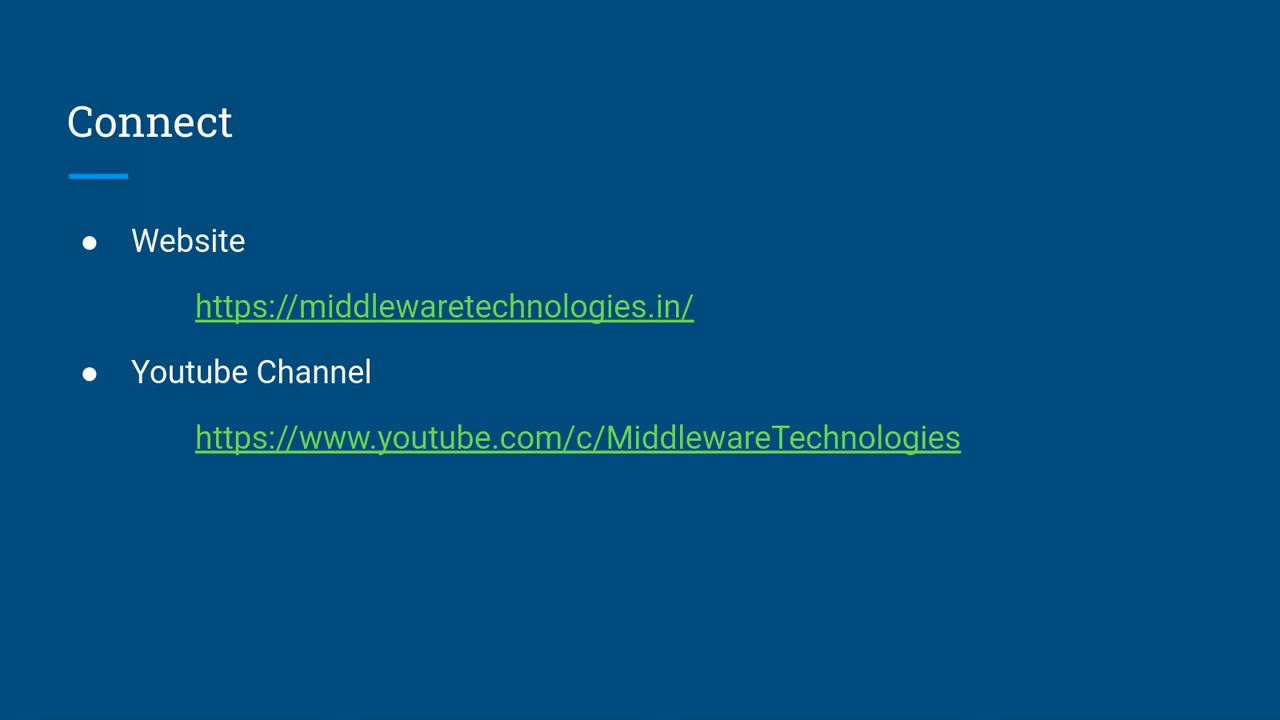 Connect
● Website
https://middlewaretechnologies.in/
● Youtube Channel
https://www.youtube.com/c/MiddlewareTechnologies